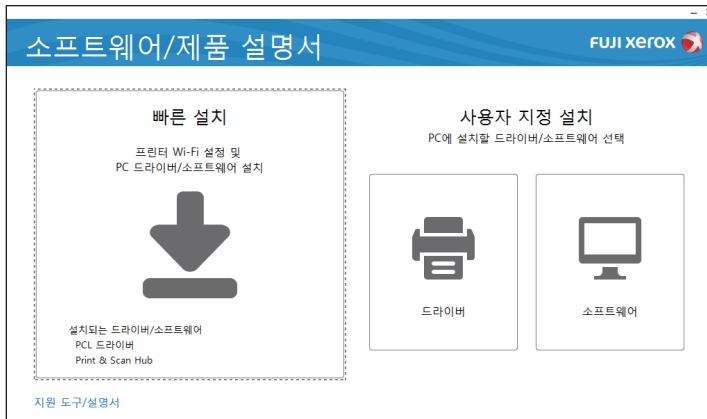 소프트웨어/제품 설명서
FUJI xerox
빠른 설치
프린터 Wi-Fi 설정 및
PC 드라이버/소프트웨어 설치
설치되는 드라이버/소프트웨어
PCL 드라이버
Print & Scan Hub
사용자 지정 설치
PC에 설치할 드라이버/소프트웨어 선택
드라이버
소프트웨어
지원 도구/설명서